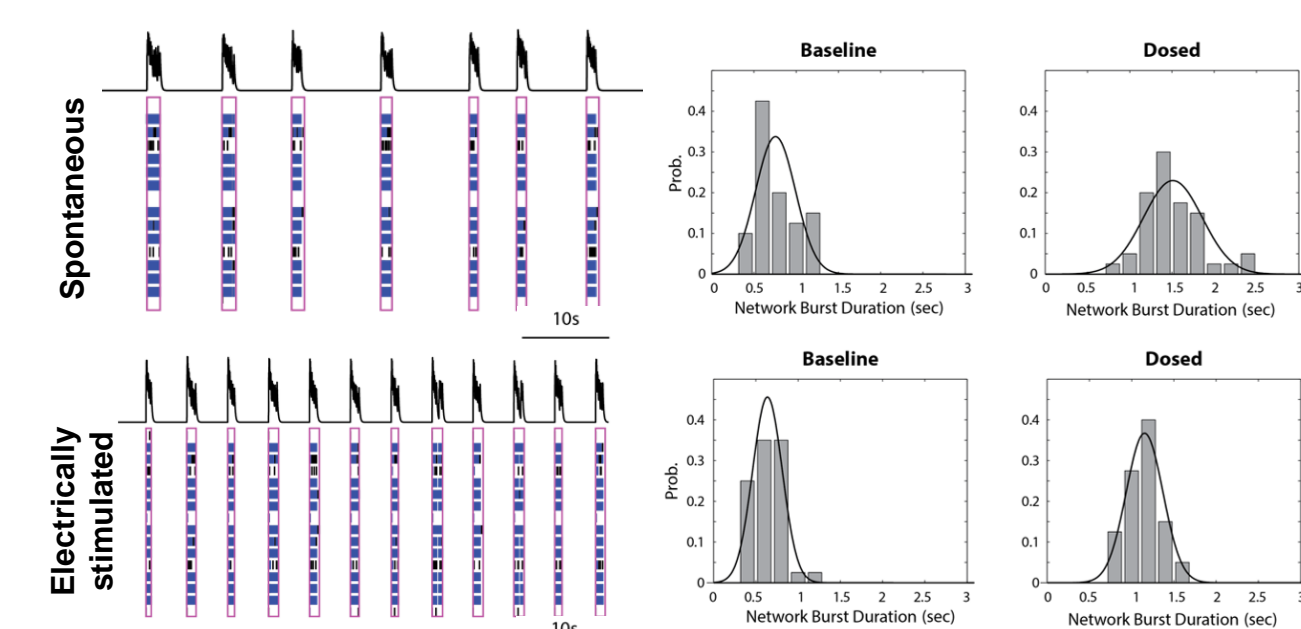 Spontaneous
10s
Baseline
0.4
0.3
0.2
0.1
0
Prob.
0 0.5 1 1.5 2 2.5 3
Network Burst Duration (sec)
Dosed
0.4
0.3
0.2
0.1
0
0 0.5 1 1.5 2 2.5 3
Network Burst Duration (sec)
Electrically
stimulated
10s
Baseline
0.4
0.3
0.2
0.1
0
Prob.
0 0.5 1 1.5 2 2.5 3
Network Burst Duration (sec)
Dosed
0.4
0.3
0.2
0.1
0
0 0.5 1 1.5 2 2.5 3
Network Burst Duration (sec)